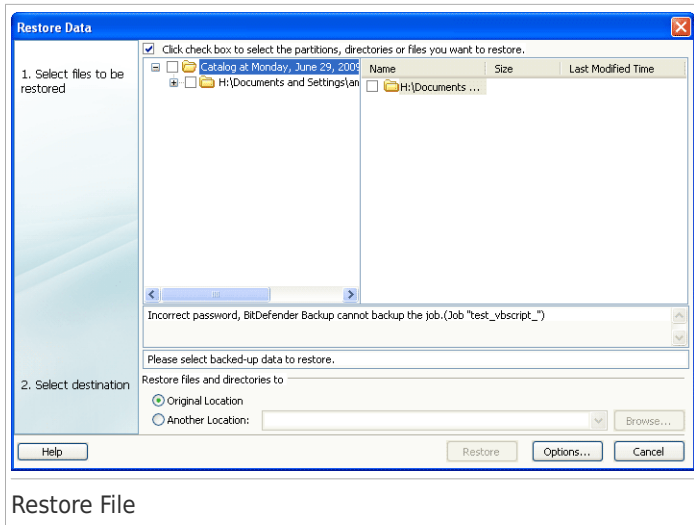 Restore Data
Click check box to select the partitions, directories or files you want to restore.
1. Select files to be
restored
Catalog at Monday, June 29, 2009
H:\Documents and Settings\an
Name Size Last Modified Time
H:\Documents ...
Incorrect password, BitDefender Backup cannot backup the job.(Job "test_vbscript_")
Please select backed-up data to restore.
2. Select destination
Restore files and directories to
Original Location
Another Location:
Browse...
Help
Restore
Options...
Cancel
Restore File